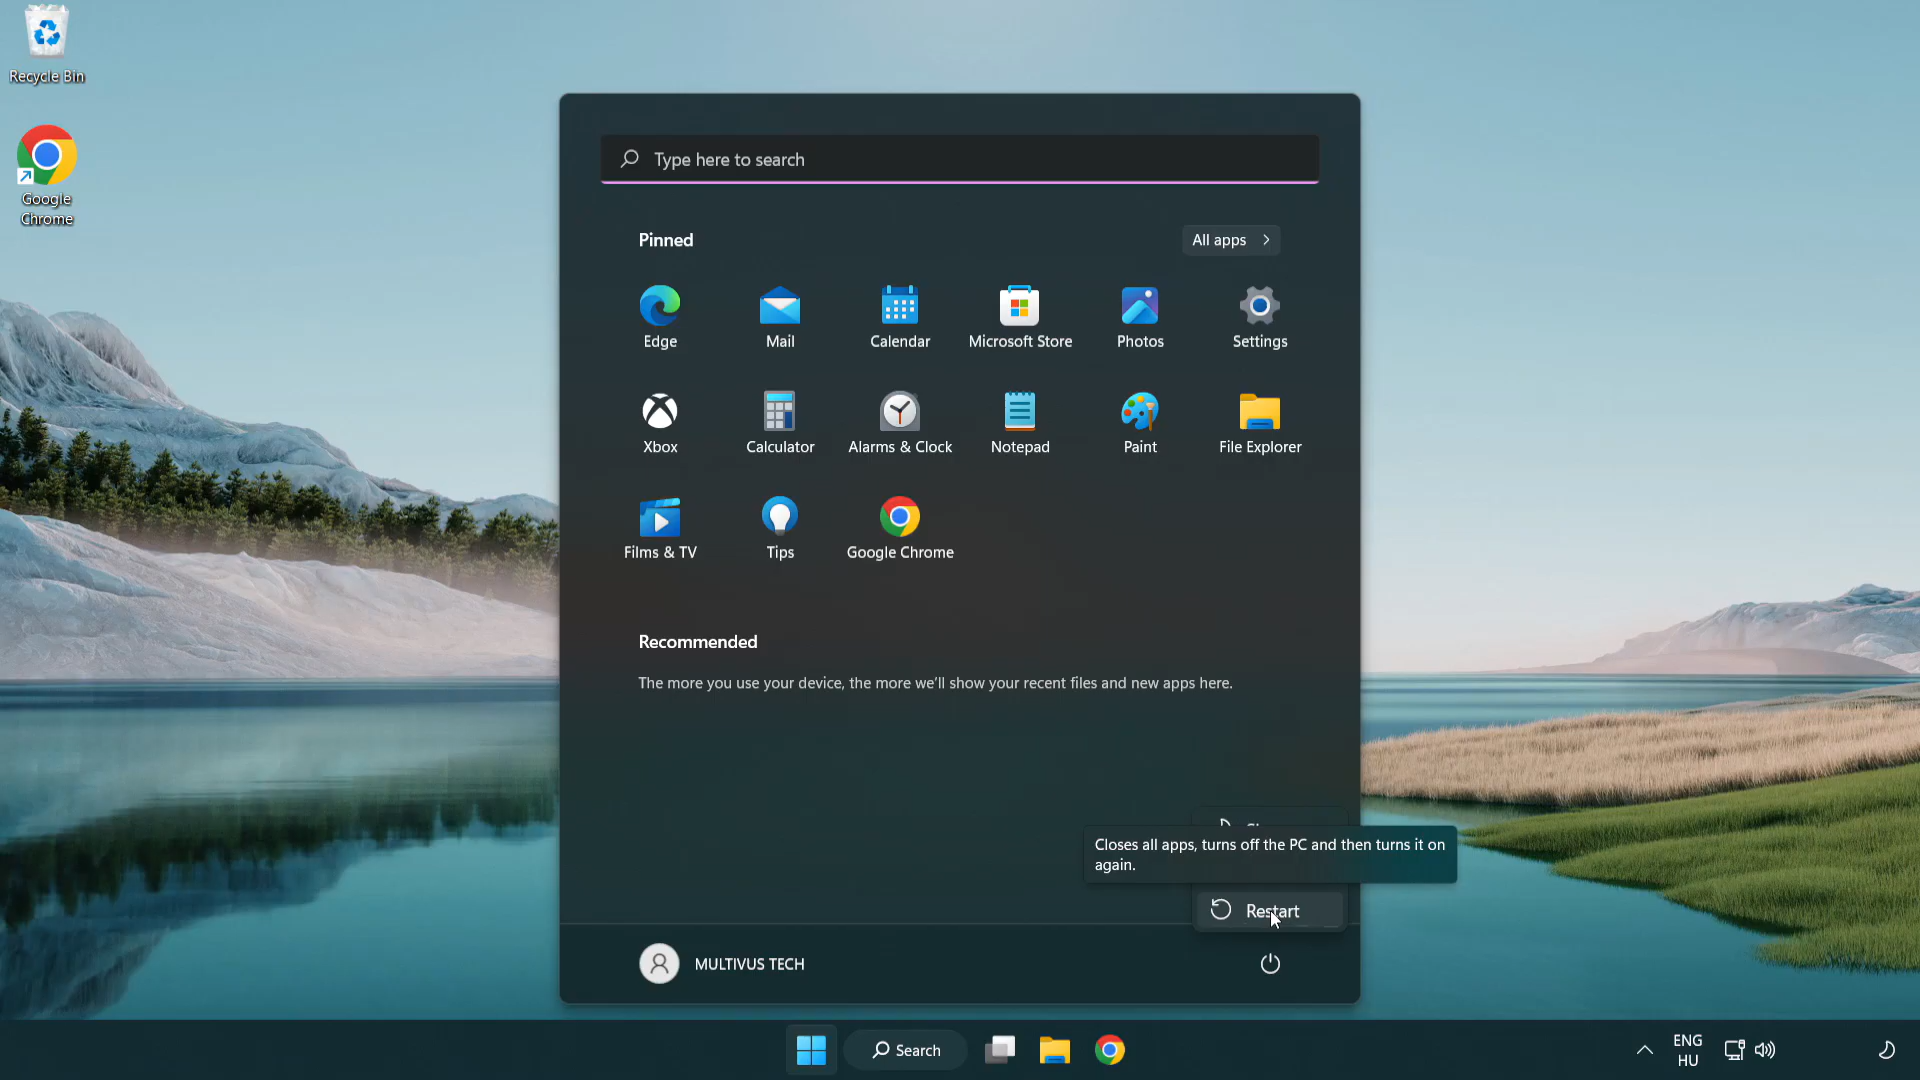 Recycle Bin
Google
Chrome
Type here to search
Pinned
All apps
Edge
Mail
Calendar
Microsoft Store
Photos
Settings
Xbox
Calculator
Alarms & Clock
Notepad
Paint
File Explorer
Films & TV
Tips
Google Chrome
Recommended
The more you use your device, the more we'll show your recent files and new apps here.
Closes all apps, turns off the PC and then turns it on
again.
Restart
MULTIVUS TECH
Search
ENG
HU